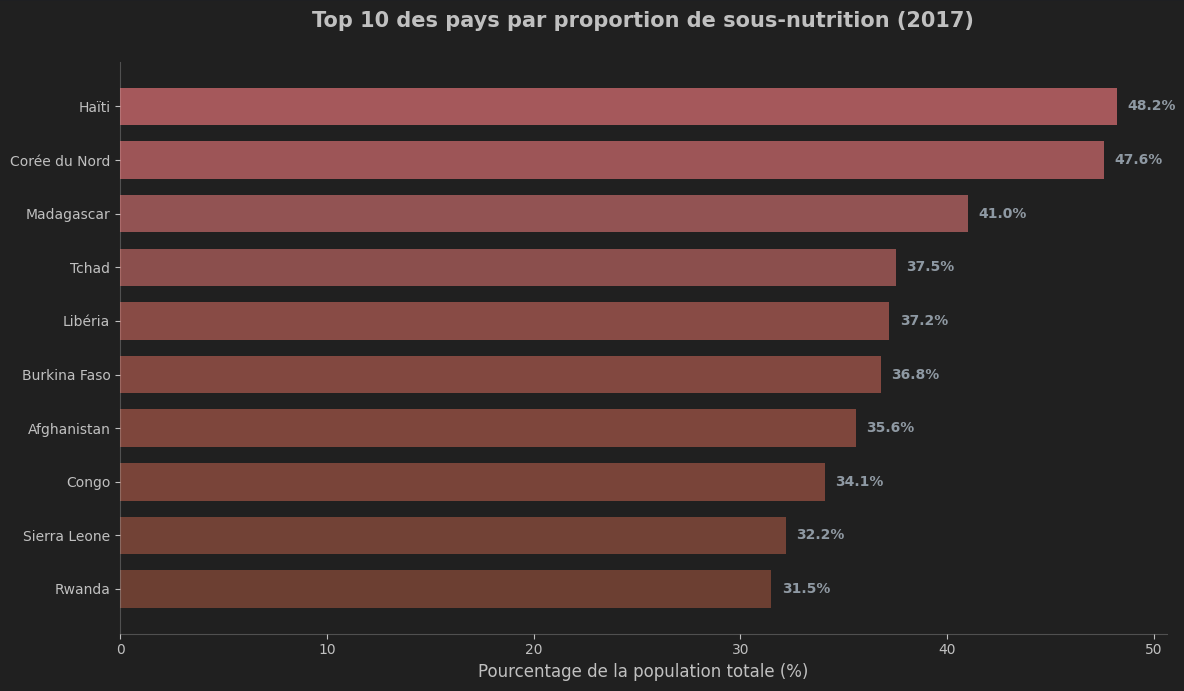 Top 10 des pays par proportion de sous-nutrition (2017)
Haïti 48.2%
Corée du Nord 47.6%
Madagascar 41.0%
Tchad 37.5%
Libéria 37.2%
Burkina Faso 36.8%
Afghanistan 35.6%
Congo 34.1%
Sierra Leone 32.2%
Rwanda 31.5%
0 10 20 30 40 50
Pourcentage de la population totale (%)